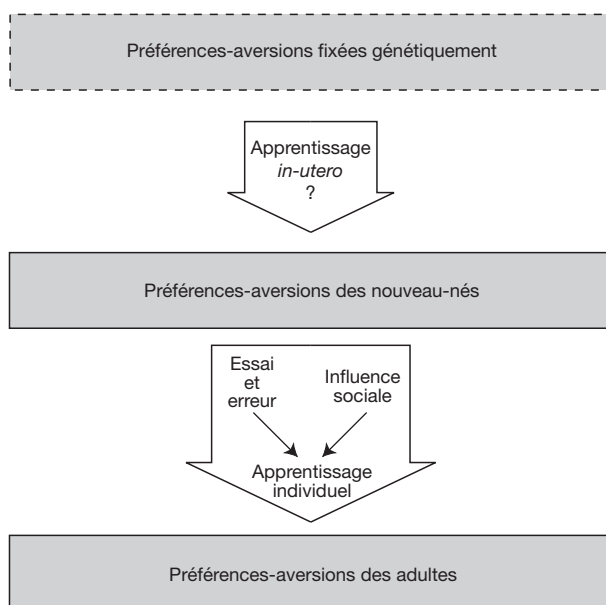 Préférences-aversions fixées génétiquement
Apprentissage
in-utero
?
Préférences-aversions des nouveau-nés
Essai
et
erreur
Influence
sociale
Apprentissage
individuel
Préférences-aversions des adultes